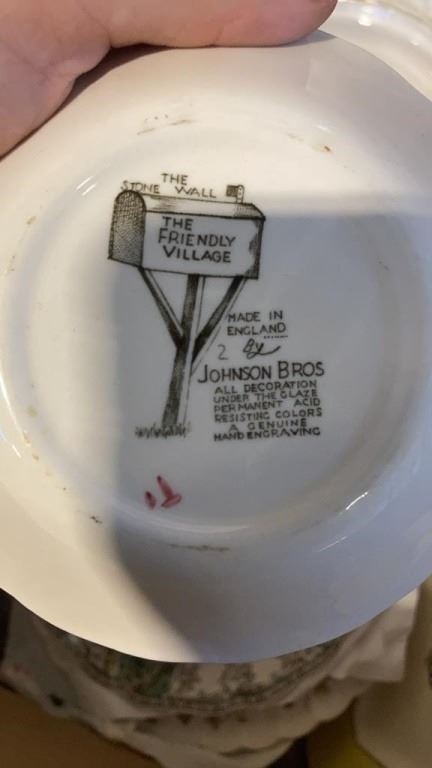 THE
STONE WALL
THE
FRIENDLY
VILLAGE
MADE IN
ENGLAND
2 By
JOHNSON BROS
ALL DECORATION
UNDER THE GLAZE
PERMANENT ACID
RESISTING COLORS
A GENUINE
HAND ENGRAVING